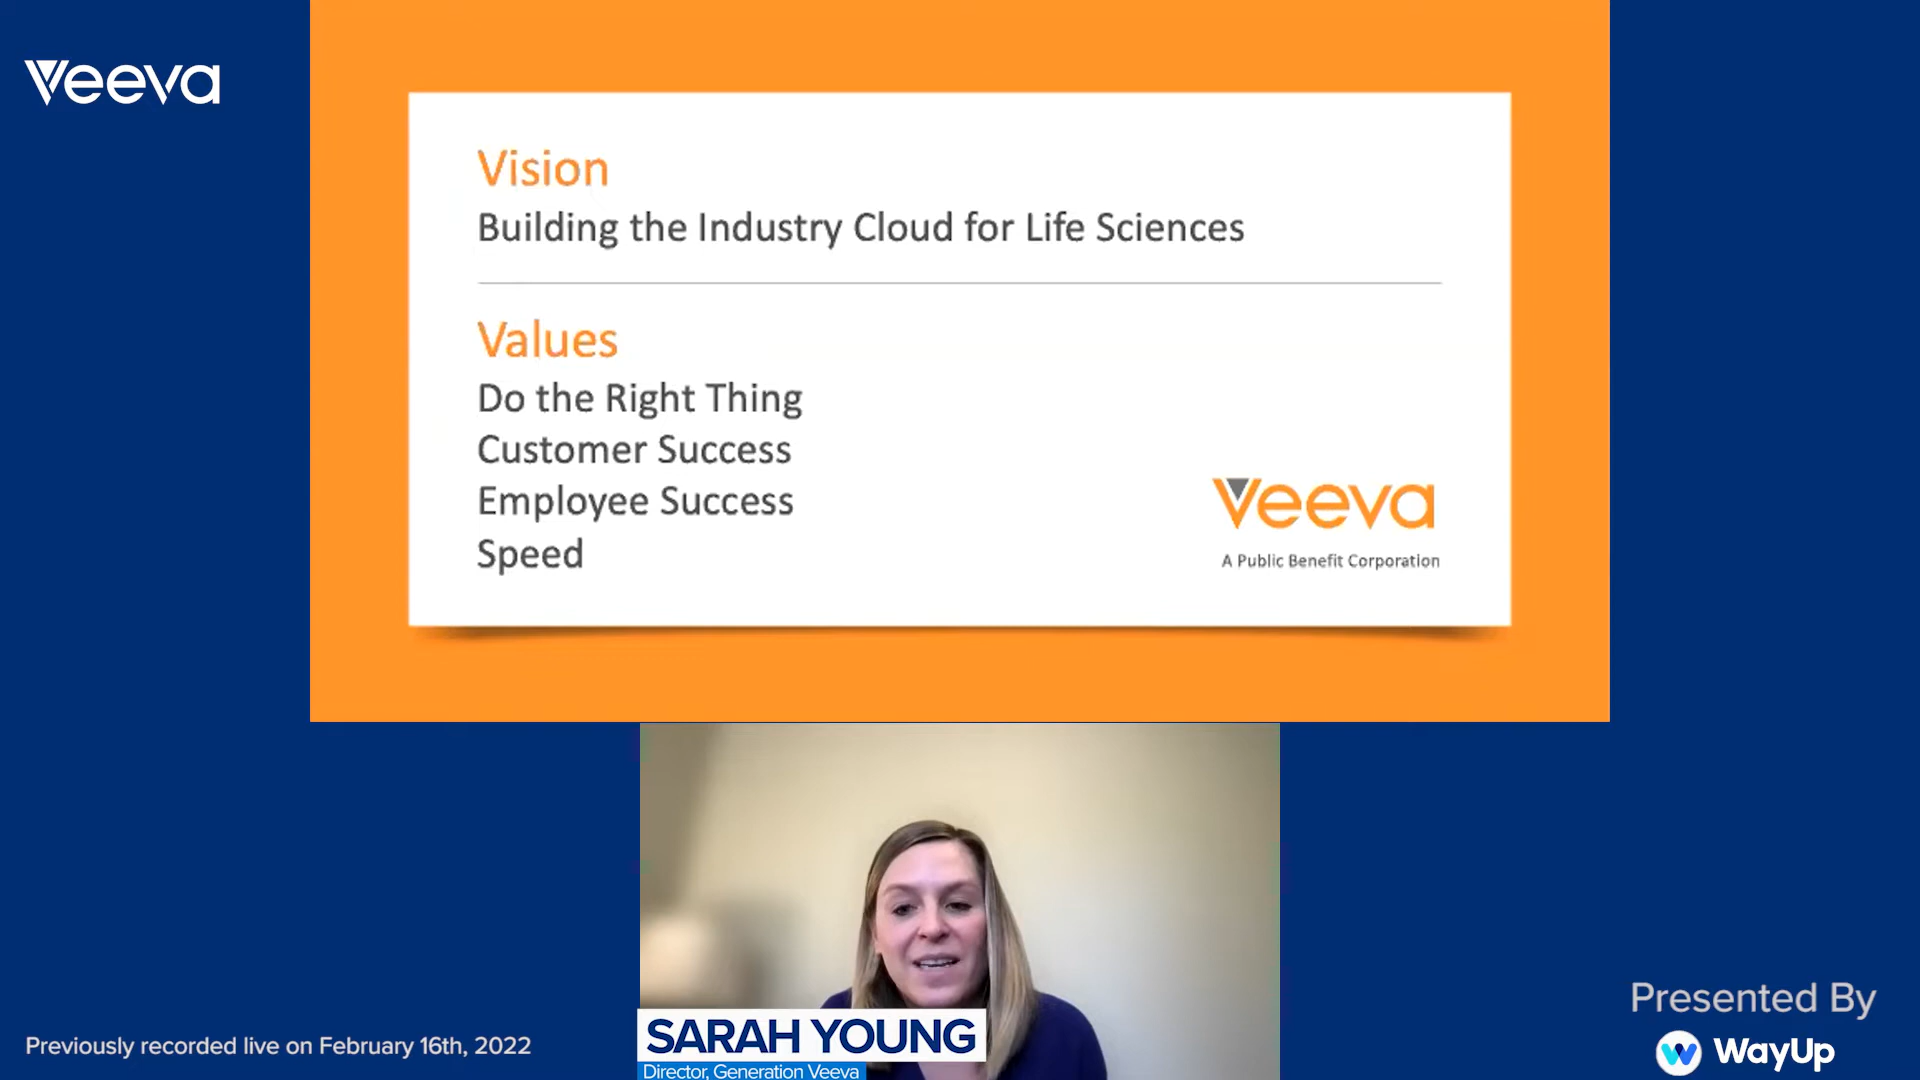 Veeva
Vision
Building the Industry Cloud for Life Sciences
Values
Do the Right Thing
Customer Success
Employee Success
Speed
Veeva
A Public Benefit Corporation
SARAH YOUNG
Director, Generation Veeva
Previously recorded live on February 16th, 2022
Presented By
WayUp